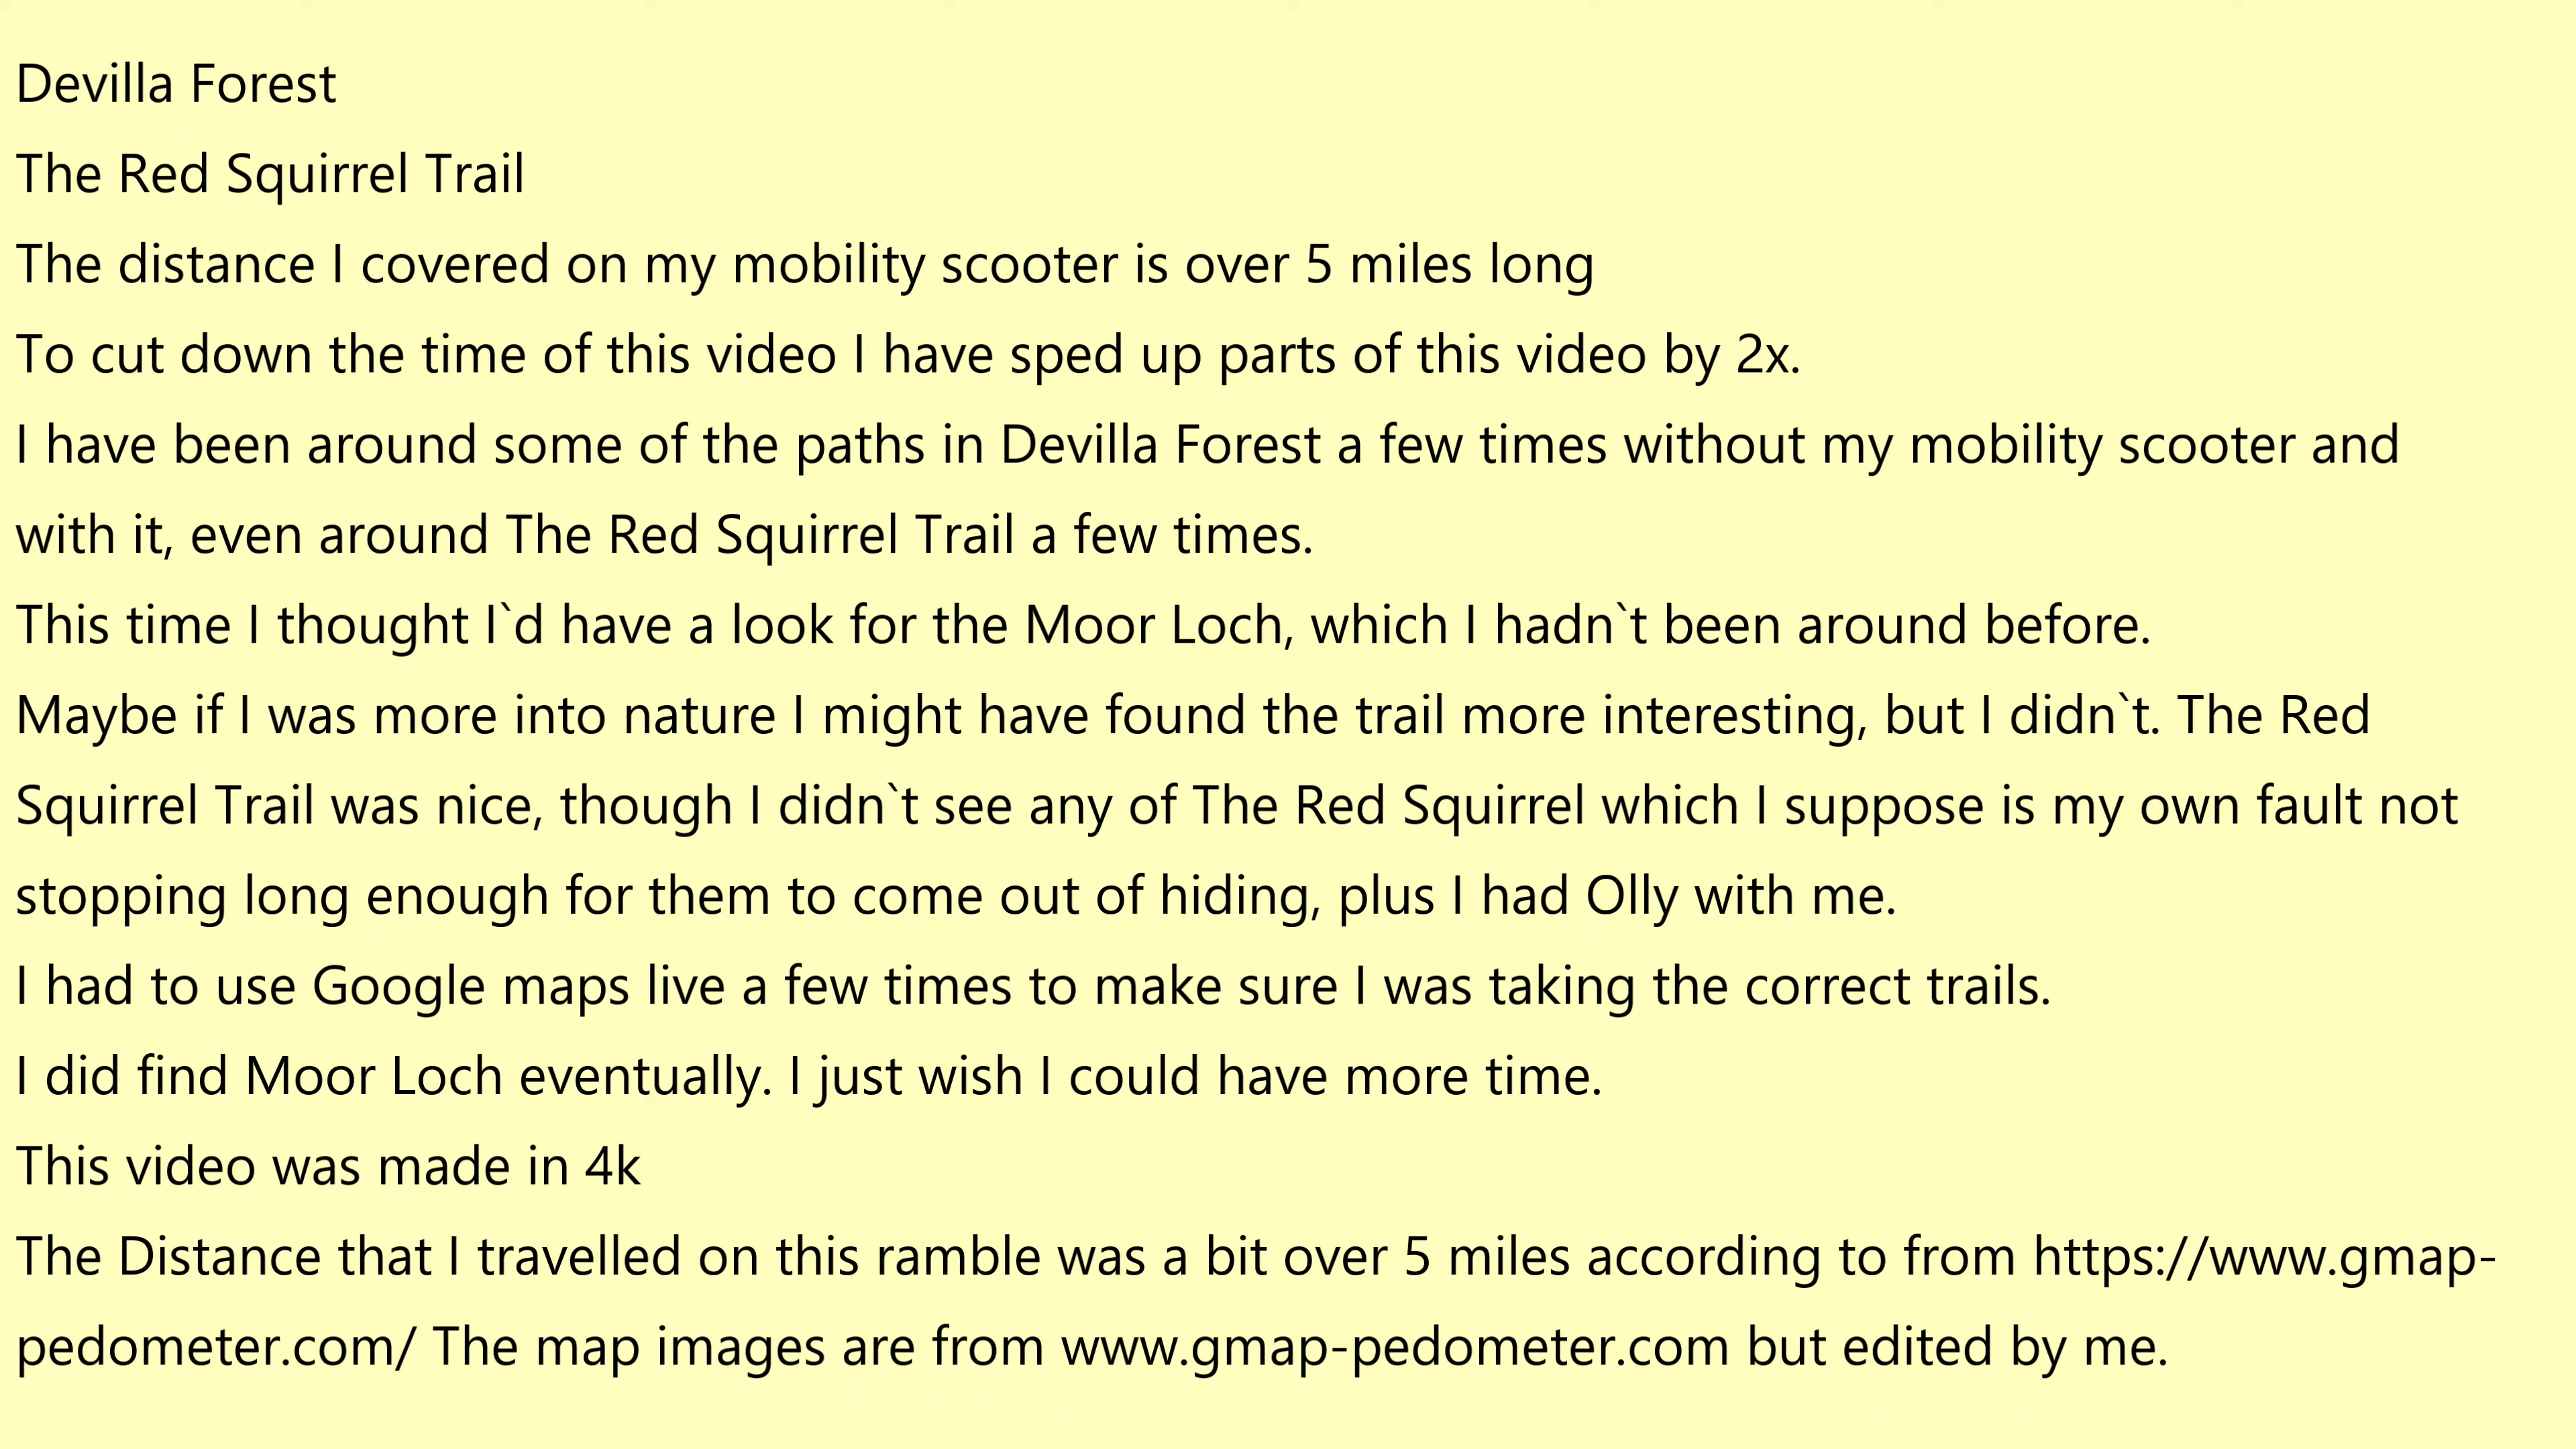 Devilla Forest
The Red Squirrel Trail
The distance I covered on my mobility scooter is over 5 miles long
To cut down the time of this video I have sped up parts of this video by 2x.
I have been around some of the paths in Devilla Forest a few times without my mobility scooter and
with it, even around The Red Squirrel Trail a few times.
This time I thought I`d have a look for the Moor Loch, which I hadn`t been around before.
Maybe if I was more into nature I might have found the trail more interesting, but I didn`t. The Red
Squirrel Trail was nice, though I didn`t see any of The Red Squirrel which I suppose is my own fault not
stopping long enough for them to come out of hiding, plus I had Olly with me.
I had to use Google maps live a few times to make sure I was taking the correct trails.
I did find Moor Loch eventually. I just wish I could have more time.
This video was made in 4k
The Distance that I travelled on this ramble was a bit over 5 miles according to from https://www.gmap-
pedometer.com/ The map images are from www.gmap-pedometer.com but edited by me.